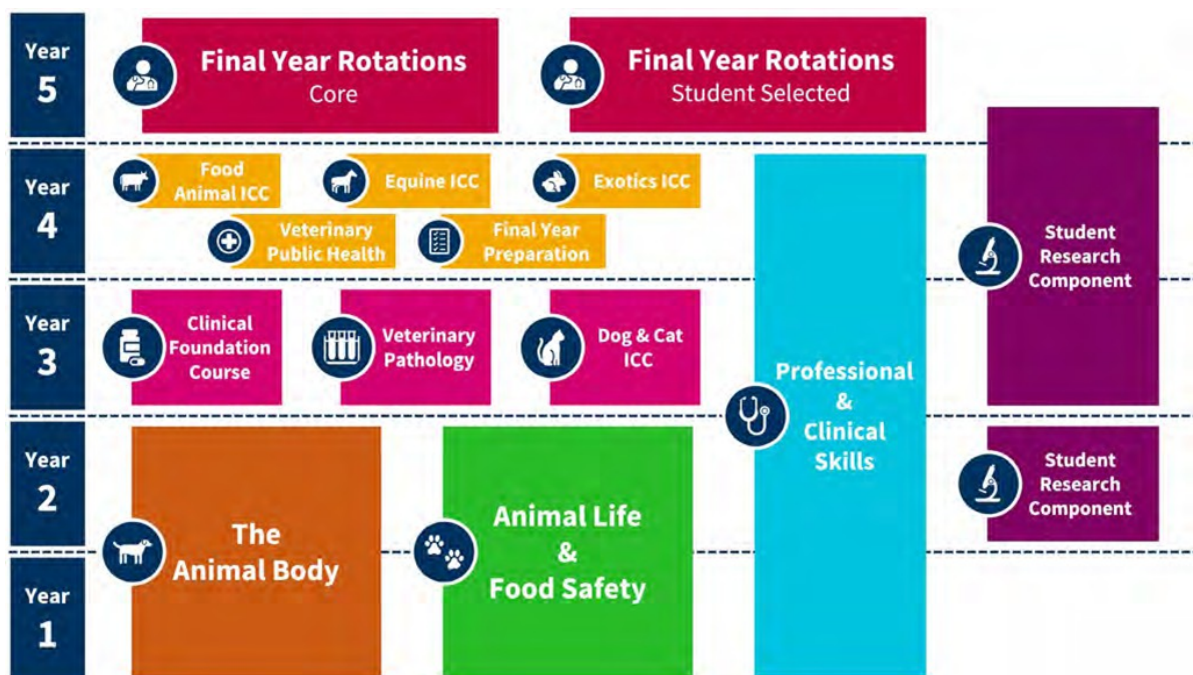 Year
5
Final Year Rotations
Core
Final Year Rotations
Student Selected
Year
4
Food
Animal ICC
Equine ICC
Exotics ICC
Veterinary
Public Health
Final Year
Preparation
Student
Research
Component
Year
3
Clinical
Foundation
Course
Veterinary
Pathology
Dog & Cat
ICC
Professional
&
Clinical
Skills
Year
2
The
Animal Body
Animal Life
&
Food Safety
Student
Research
Component
Year
1